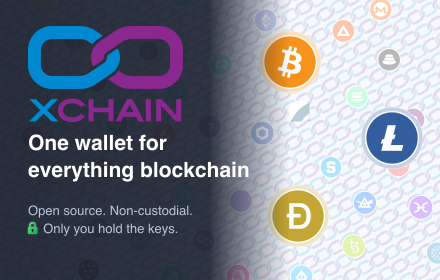 XCHAIN
One wallet for
everything blockchain
Open source. Non-custodial.
Only you hold the keys.